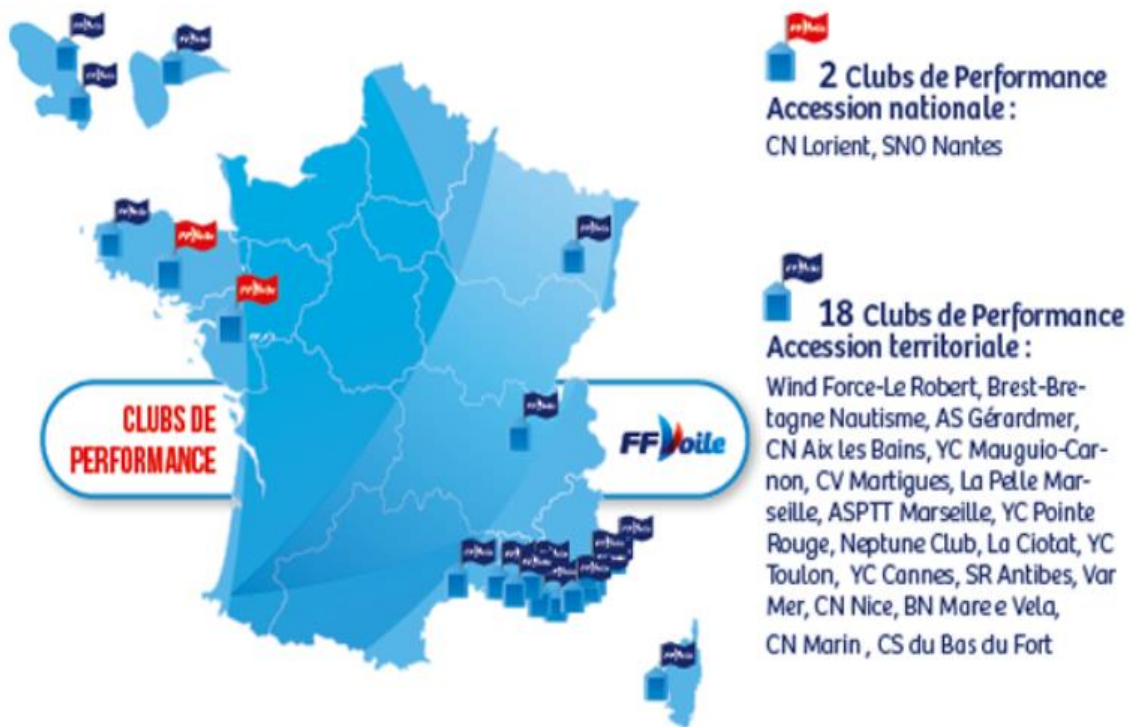 CLUBS DE
PERFORMANCE
FFVoile
2 Clubs de Performance
Accession nationale :
CN Lorient, SNO Nantes
18 Clubs de Performance
Accession territoriale :
Wind Force-Le Robert, Brest-Bre-
tagne Nautisme, AS Gérardmer,
CN Aix les Bains, YC Mauguio-Car-
non, CV Martigues, La Pelle Mar-
seille, ASPTT Marseille, YC Pointe
Rouge, Neptune Club, La Ciotat, YC
Toulon, YC Cannes, SR Antibes, Var
Mer, CN Nice, BN Mare e Vela,
CN Marin , CS du Bas du Fort